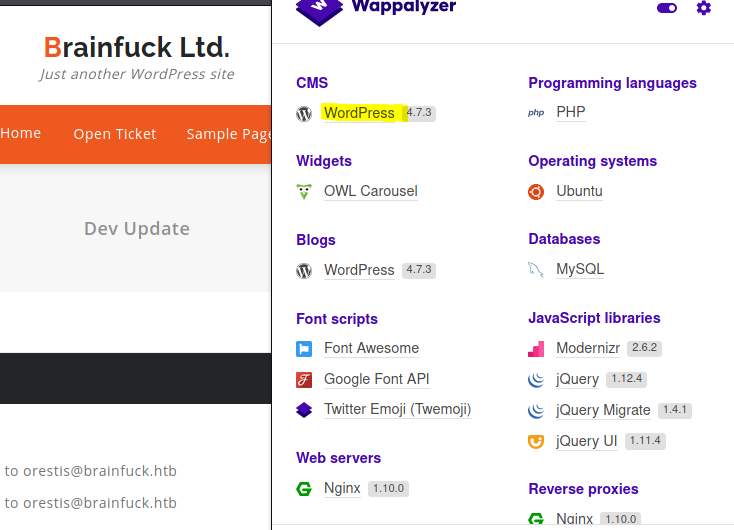 Wappalyzer
Brainfuck Ltd.
Just another WordPress site
Home Open Ticket Sample Page
Dev Update
to orestis@brainfuck.htb
to orestis@brainfuck.htb
CMS
WordPress 4.7.3
Widgets
OWL Carousel
Blogs
WordPress 4.7.3
Font scripts
Font Awesome
Google Font API
Twitter Emoji (Twemoji)
Web servers
Nginx 1.10.0
Programming languages
php PHP
Operating systems
Ubuntu
Databases
MySQL
JavaScript libraries
Modernizr 2.6.2
jQuery 1.12.4
jQuery Migrate 1.4.1
jQuery UI 1.11.4
Reverse proxies
Nginx 1.10.0